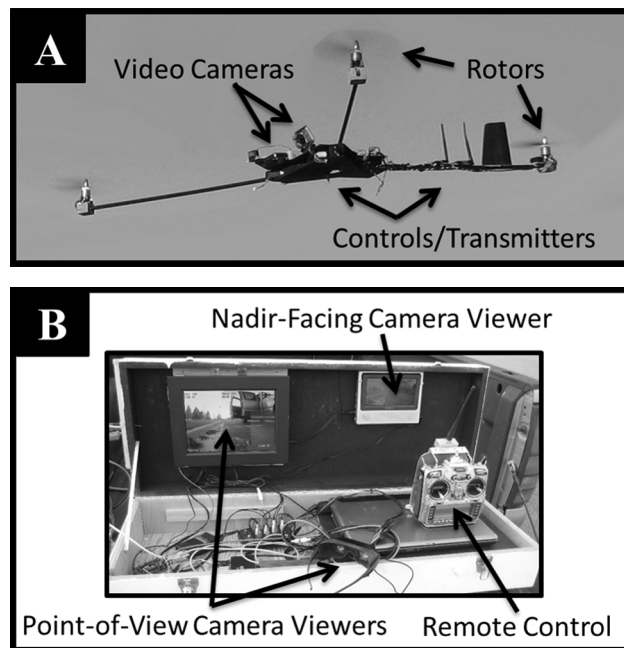 A
Video Cameras
Rotors
Controls/Transmitters
B
Nadir-Facing Camera Viewer
Point-of-View Camera Viewers
Remote Control